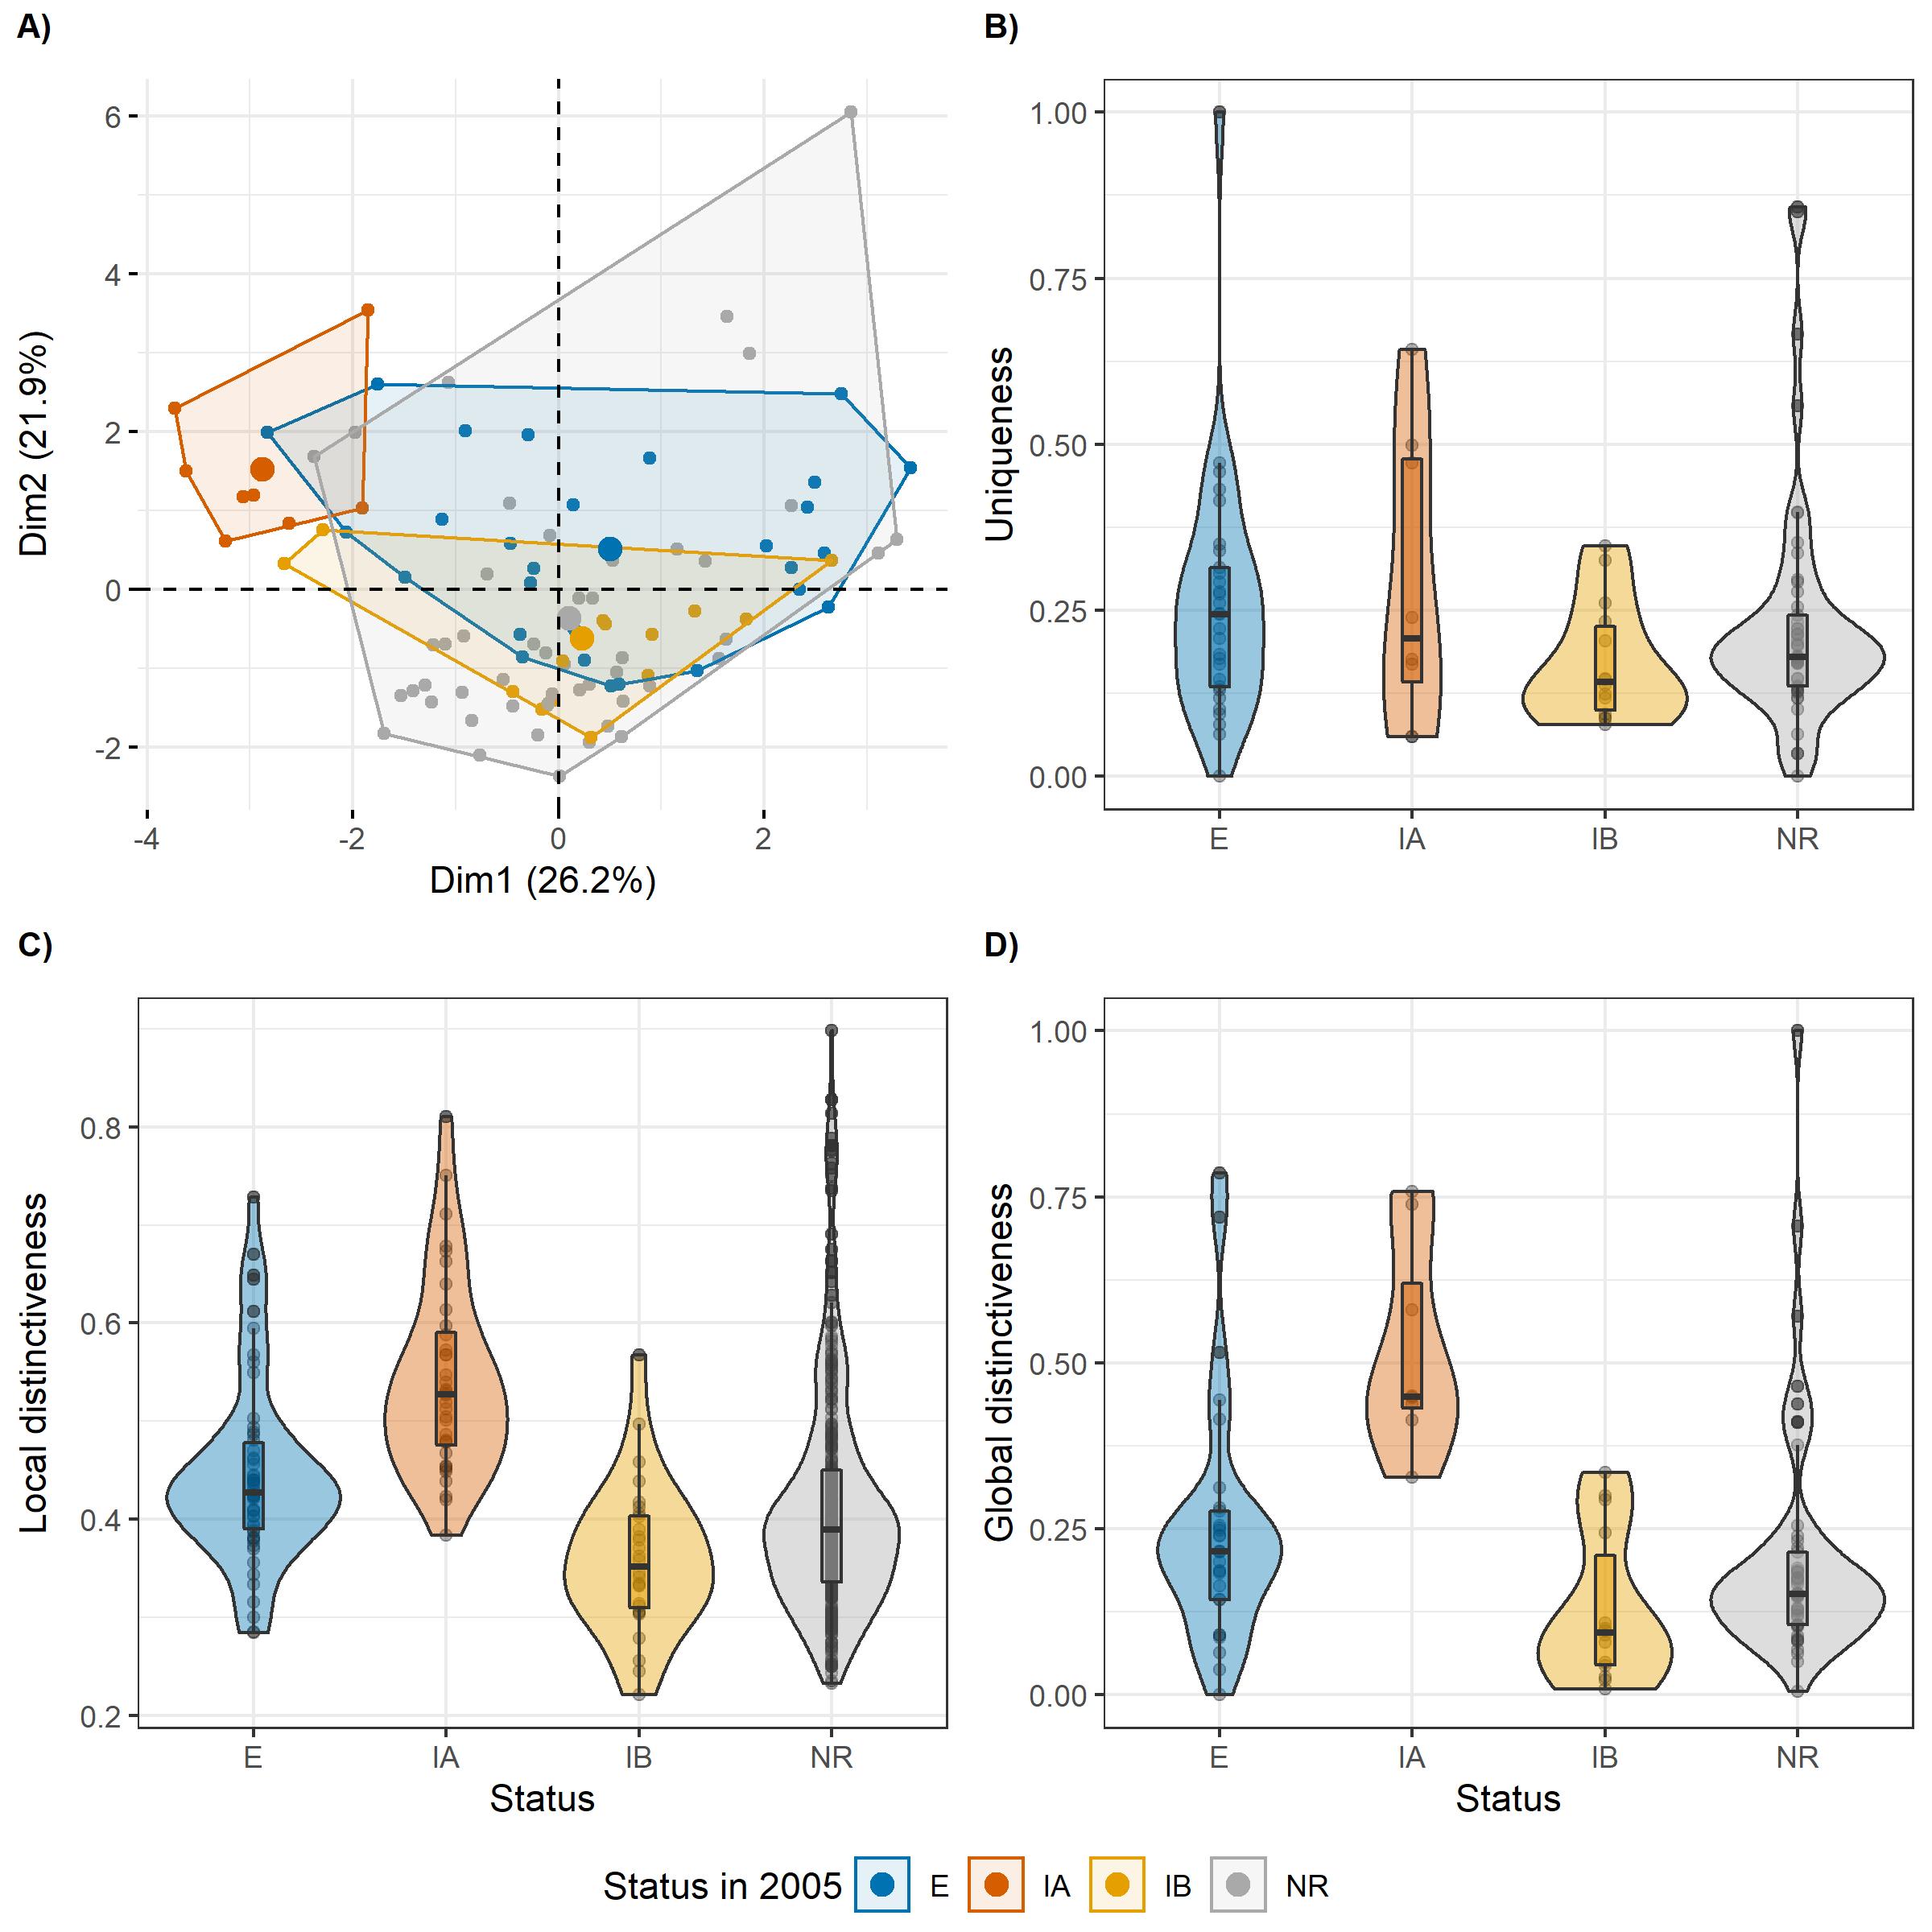 A)
6
4
2
0
-2
-4
-2
0
2
Dim2 (21.9%)
Dim1 (26.2%)
B)
1.00
0.75
0.50
0.25
0.00
Uniqueness
E
IA
IB
NR
C)
0.8
0.6
0.4
0.2
Local distinctiveness
E
IA
IB
NR
Status
D)
1.00
0.75
0.50
0.25
0.00
Global distinctiveness
E
IA
IB
NR
Status
Status in 2005 E IA IB NR